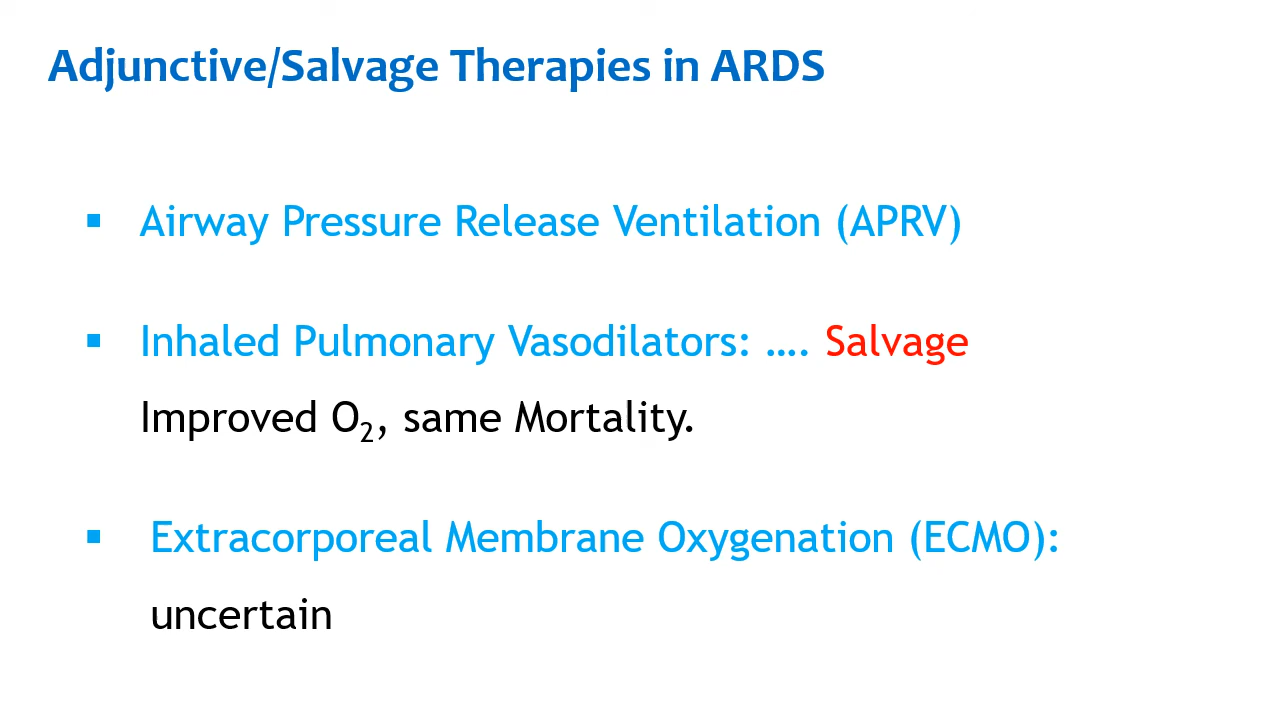 Adjunctive/Salvage Therapies in ARDS
▪ Airway Pressure Release Ventilation (APRV)
▪ Inhaled Pulmonary Vasodilators: …. Salvage
Improved O₂, same Mortality.
▪ Extracorporeal Membrane Oxygenation (ECMO):
uncertain